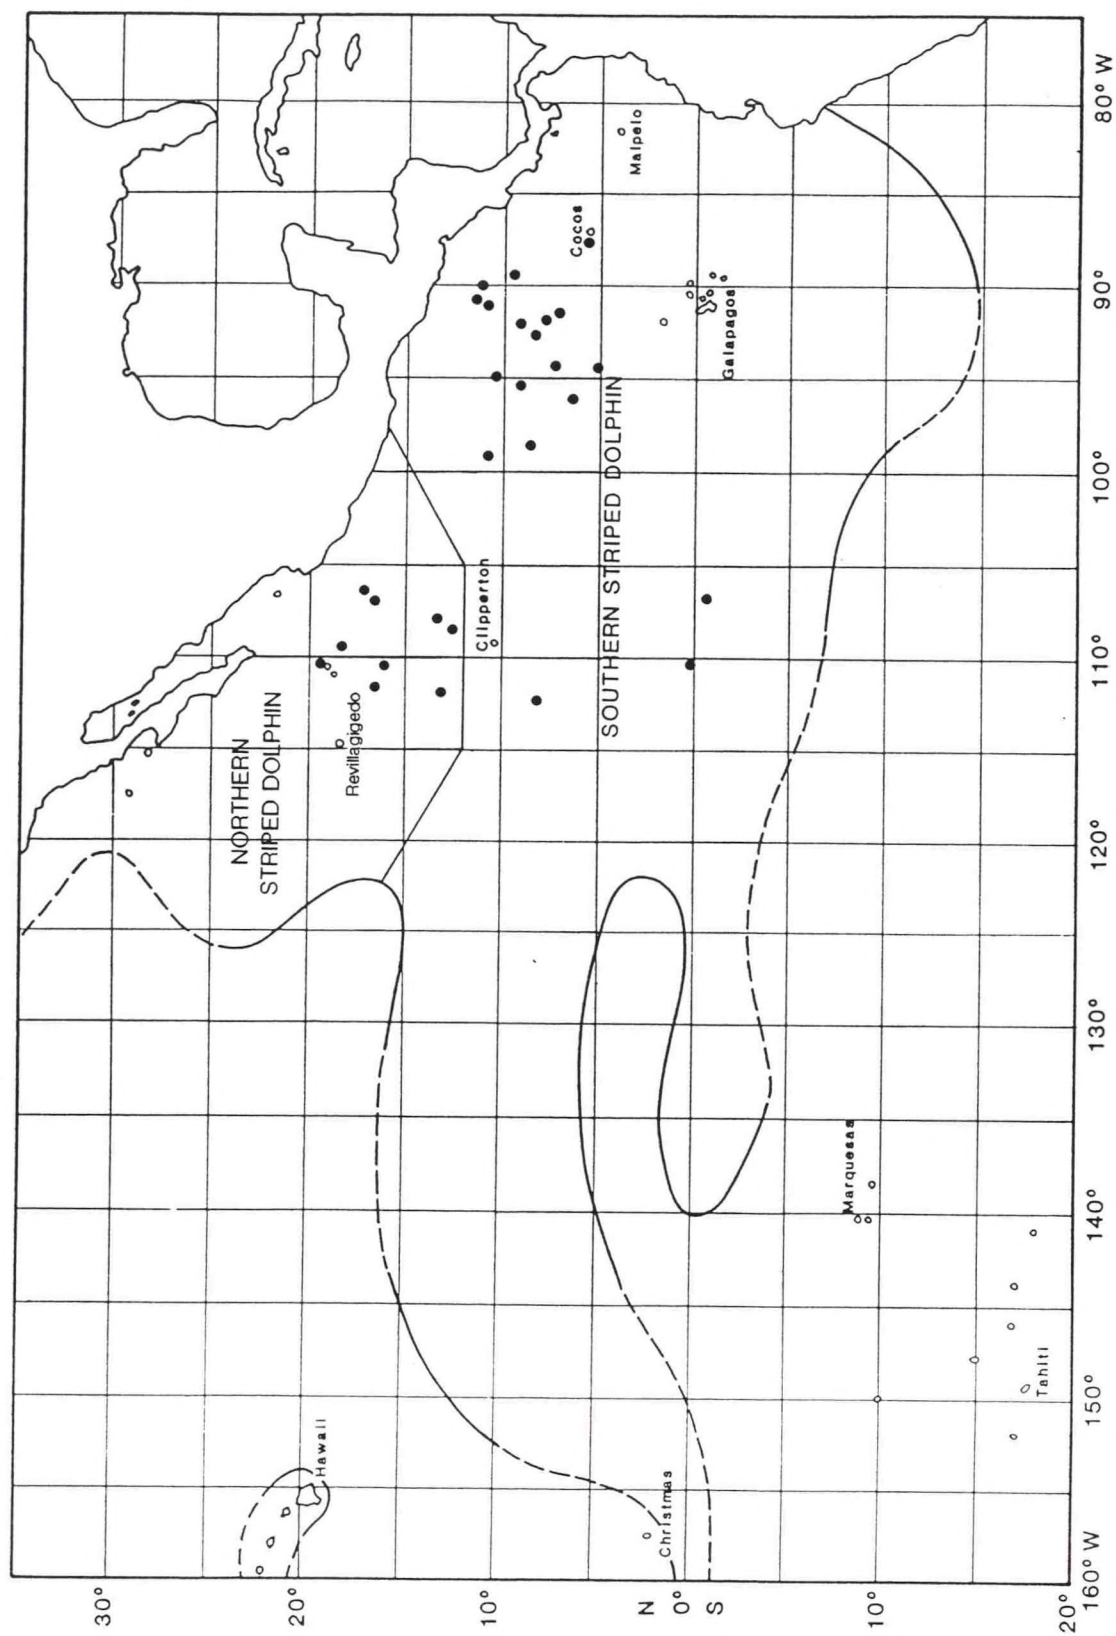 NORTHERN
STRIPED DOLPHIN
SOUTHERN STRIPED DOLPHIN
Revillagigedo
Clipperton
Cocos
Malpelo
Galapagos
Hawaii
Christmas
Marquesas
Tahiti
30°
20°
10°
N
0°
S
10°
20°
160° W
150°
140°
130°
120°
110°
100°
90°
80° W